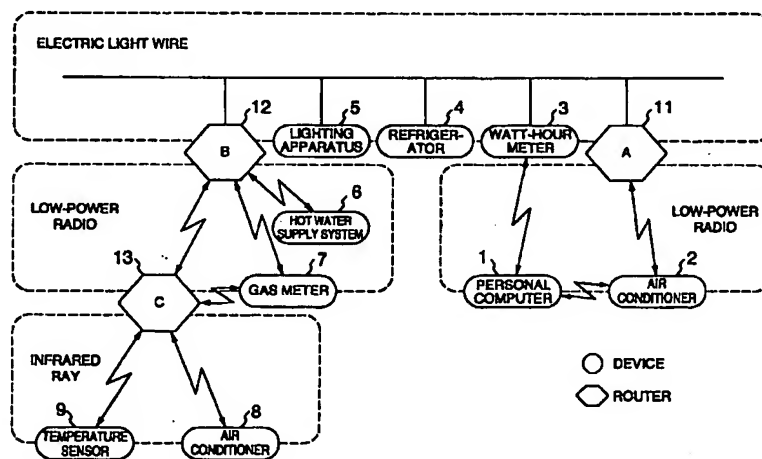 ELECTRIC LIGHT WIRE
12
5
4
3
11
B
LIGHTING
APPARATUS
REFRIGER-
ATOR
WATT-HOUR
METER
A
LOW-POWER
RADIO
6
HOT WATER
SUPPLY SYSTEM
LOW-POWER
RADIO
13
7
1
2
C
GAS METER
PERSONAL
COMPUTER
AIR
CONDITIONER
INFRARED
RAY
DEVICE
ROUTER
9
8
TEMPERATURE
SENSOR
AIR
CONDITIONER